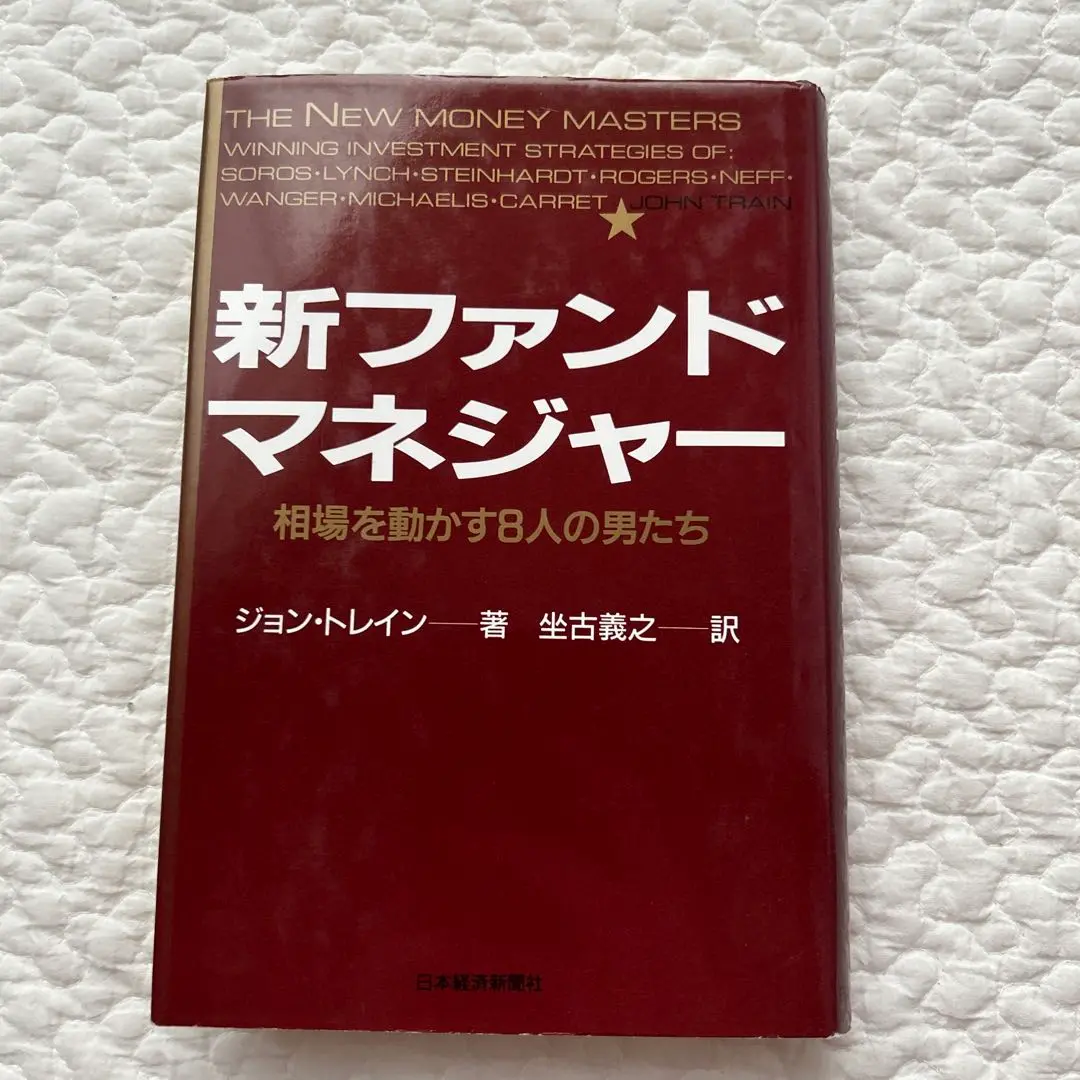 THE NEW MONEY MASTERS
WINNING INVESTMENT STRATEGIES OF:
SOROS・LYNCH・STEINHARDT・ROGERS・NEFF・
WANGER・MICHAELIS・CARRET JOHN TRAIN
新ファンド
マネジャー
相場を動かす8人の男たち
ジョン・トレイン──著 坐古義之──訳
日本経済新聞社